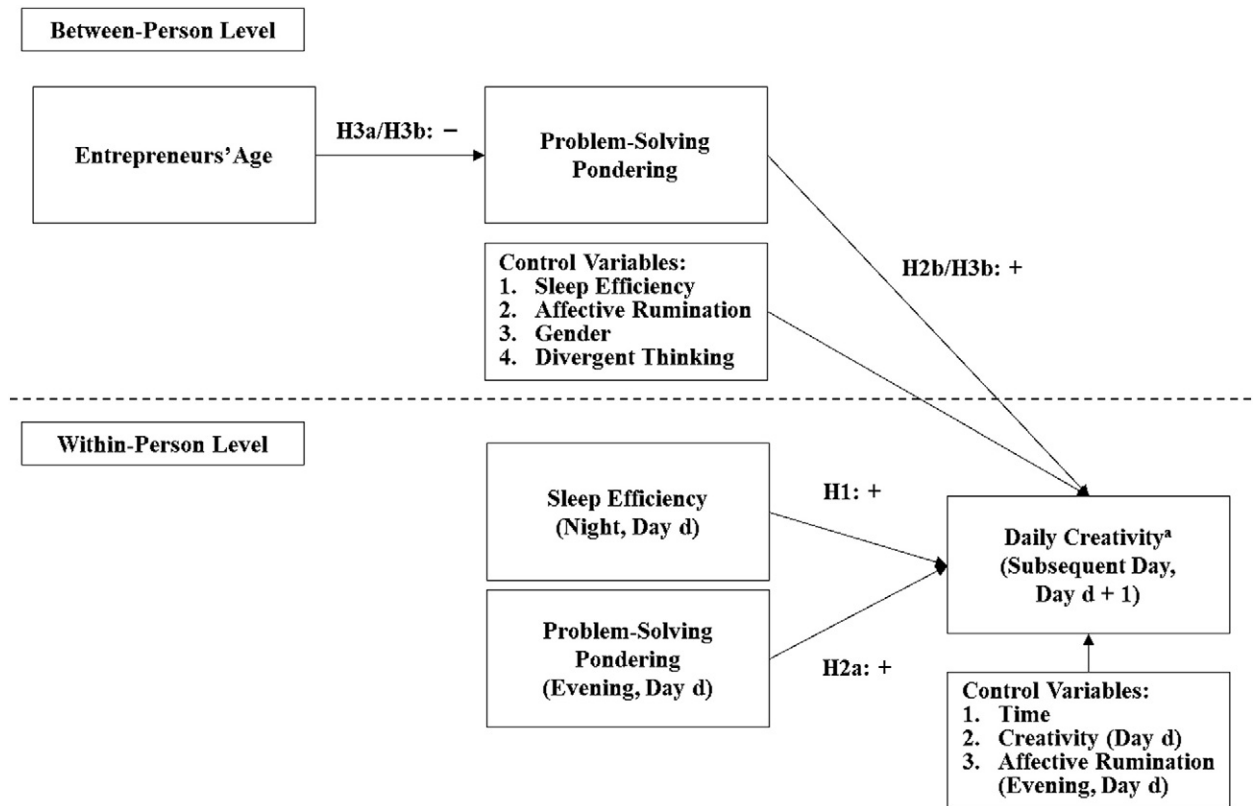 Between-Person Level
Entrepreneurs' Age
H3a/H3b: −
Problem-Solving
Pondering
H2b/H3b: +
Control Variables:
1. Sleep Efficiency
2. Affective Rumination
3. Gender
4. Divergent Thinking
Within-Person Level
Sleep Efficiency
(Night, Day d)
H1: +
Problem-Solving
Pondering
(Evening, Day d)
H2a: +
Daily Creativityᵃ
(Subsequent Day,
Day d + 1)
Control Variables:
1. Time
2. Creativity (Day d)
3. Affective Rumination
(Evening, Day d)